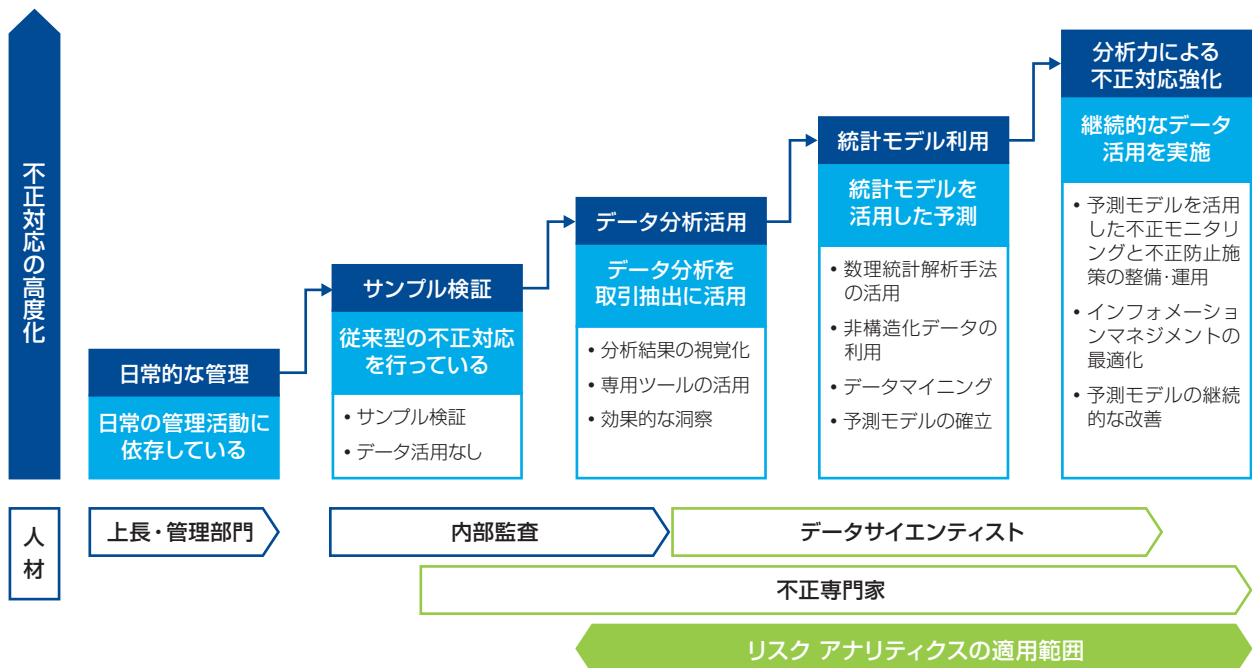 不正対応の高度化
日常的な管理
日常の管理活動に
依存している
サンプル検証
従来型の不正対応
を行っている
• サンプル検証
• データ活用なし
データ分析活用
データ分析を
取引抽出に活用
• 分析結果の視覚化
• 専用ツールの活用
• 効果的な洞察
統計モデル利用
統計モデルを
活用した予測
• 数理統計解析手法
の活用
• 非構造化データの
利用
• データマイニング
• 予測モデルの確立
分析力による
不正対応強化
継続的なデータ
活用を実施
• 予測モデルを活用
した不正モニタリ
ングと不正防止施
策の整備・運用
• インフォメーショ
ンマネジメントの
最適化
• 予測モデルの継続
的な改善
人材
上長・管理部門
内部監査
データサイエンティスト
不正専門家
リスク アナリティクスの適用範囲